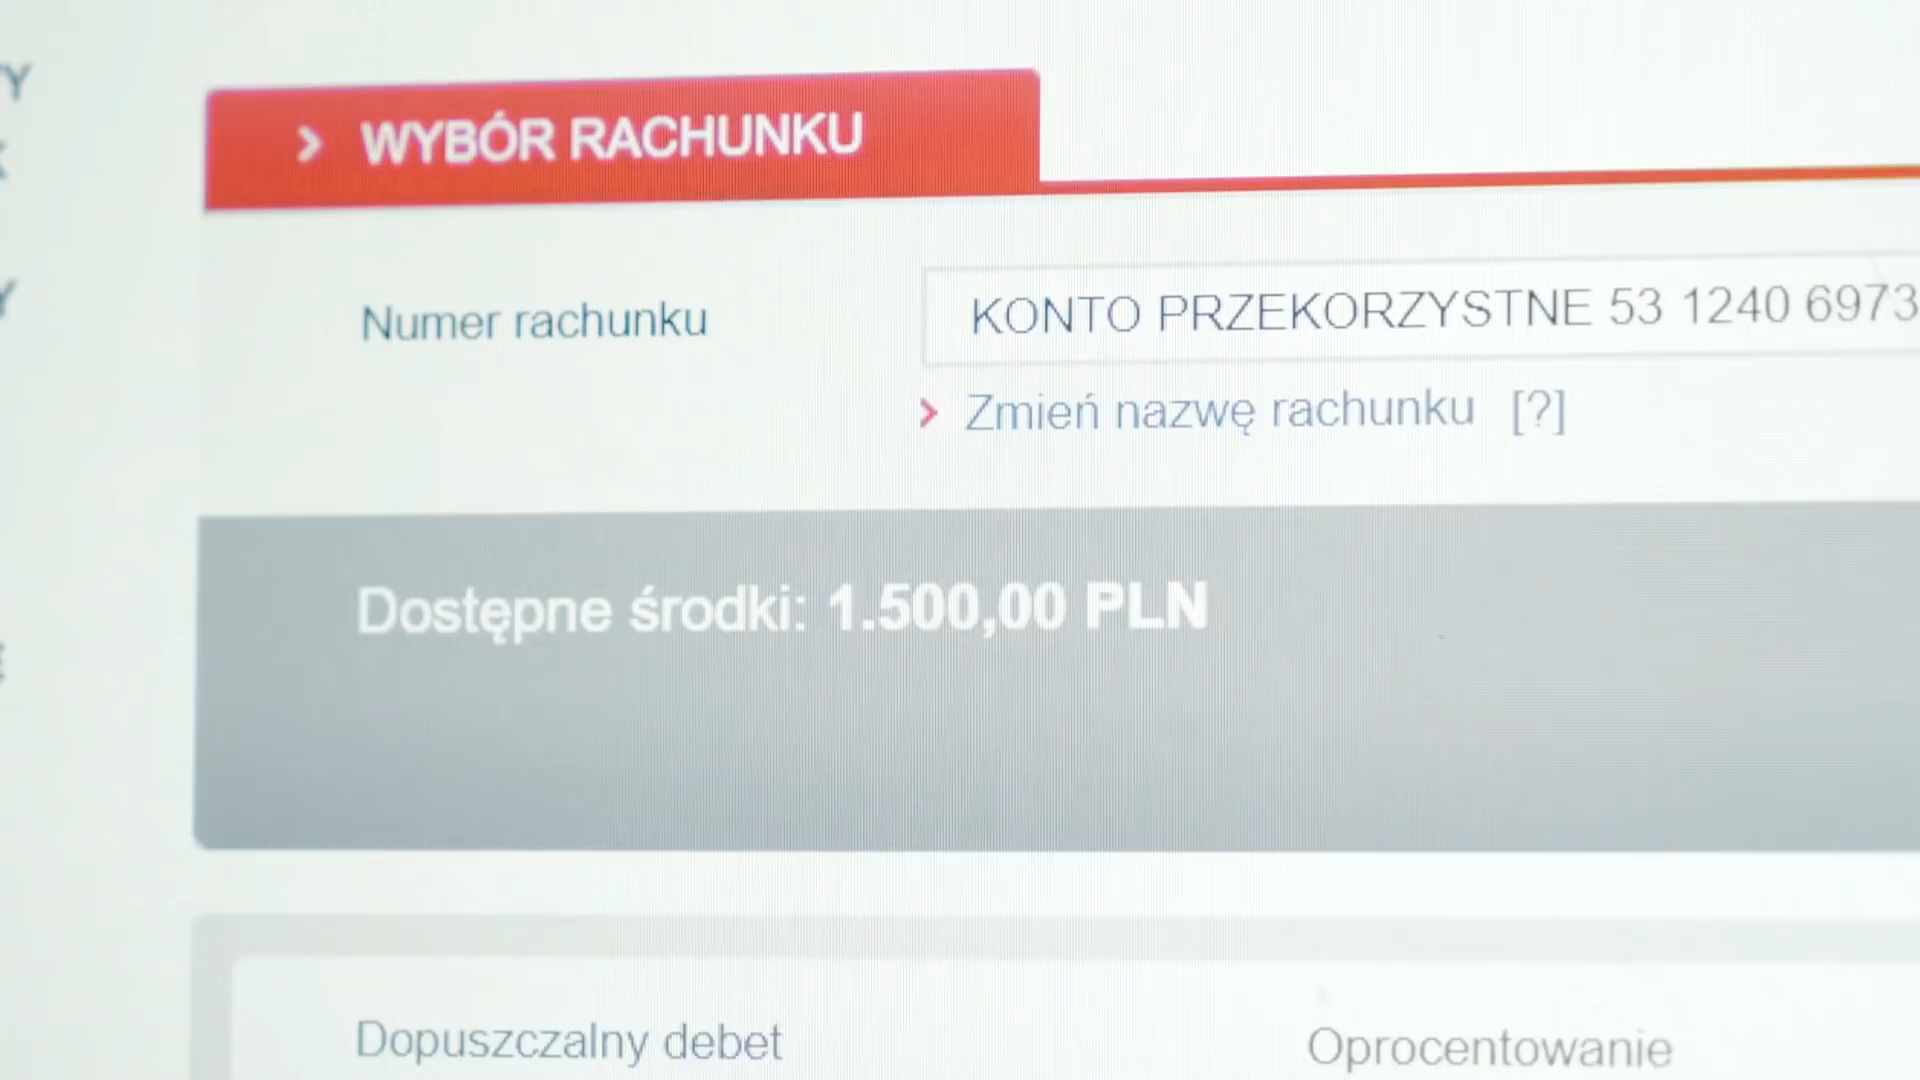 WYBÓR RACHUNKU
Numer rachunku
KONTO PRZEKORZYSTNE 53 1240 6973
Zmień nazwę rachunku [?]
Dostępne środki: 1.500,00 PLN
Dopuszczalny debet
Oprocentowanie